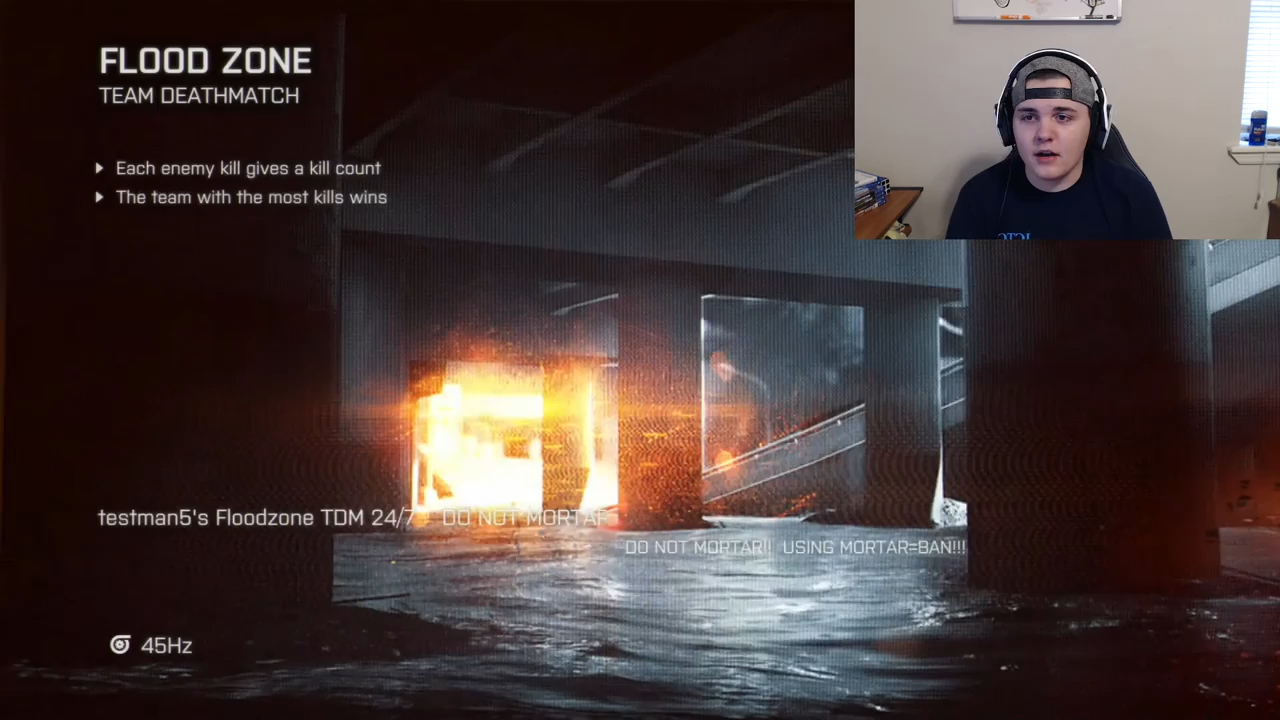 FLOOD ZONE
TEAM DEATHMATCH
Each enemy kill gives a kill count
The team with the most kills wins
testman5's Floodzone TDM 24/7 DO NOT MORTAR
DO NOT MORTAR!! USING MORTAR=BAN!!!
45Hz